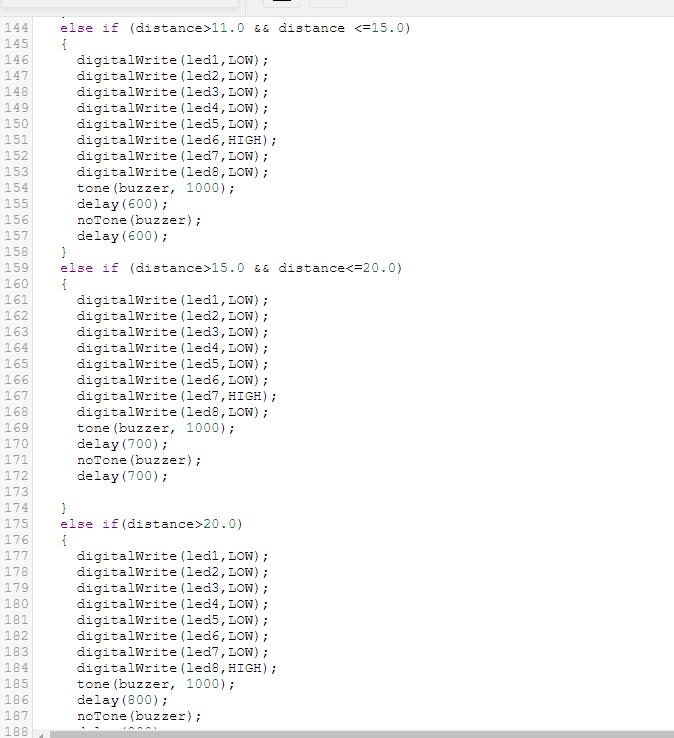 144 else if (distance>11.0 && distance <=15.0)
145 {
146 digitalWrite(led1,LOW);
147 digitalWrite(led2,LOW);
148 digitalWrite(led3,LOW);
149 digitalWrite(led4,LOW);
150 digitalWrite(led5,LOW);
151 digitalWrite(led6,HIGH);
152 digitalWrite(led7,LOW);
153 digitalWrite(led8,LOW);
154 tone(buzzer, 1000);
155 delay(600);
156 noTone(buzzer);
157 delay(600);
158 }
159 else if (distance>15.0 && distance<=20.0)
160 {
161 digitalWrite(led1,LOW);
162 digitalWrite(led2,LOW);
163 digitalWrite(led3,LOW);
164 digitalWrite(led4,LOW);
165 digitalWrite(led5,LOW);
166 digitalWrite(led6,LOW);
167 digitalWrite(led7,HIGH);
168 digitalWrite(led8,LOW);
169 tone(buzzer, 1000);
170 delay(700);
171 noTone(buzzer);
172 delay(700);
173
174 }
175 else if(distance>20.0)
176 {
177 digitalWrite(led1,LOW);
178 digitalWrite(led2,LOW);
179 digitalWrite(led3,LOW);
180 digitalWrite(led4,LOW);
181 digitalWrite(led5,LOW);
182 digitalWrite(led6,LOW);
183 digitalWrite(led7,LOW);
184 digitalWrite(led8,HIGH);
185 tone(buzzer, 1000);
186 delay(800);
187 noTone(buzzer);
188